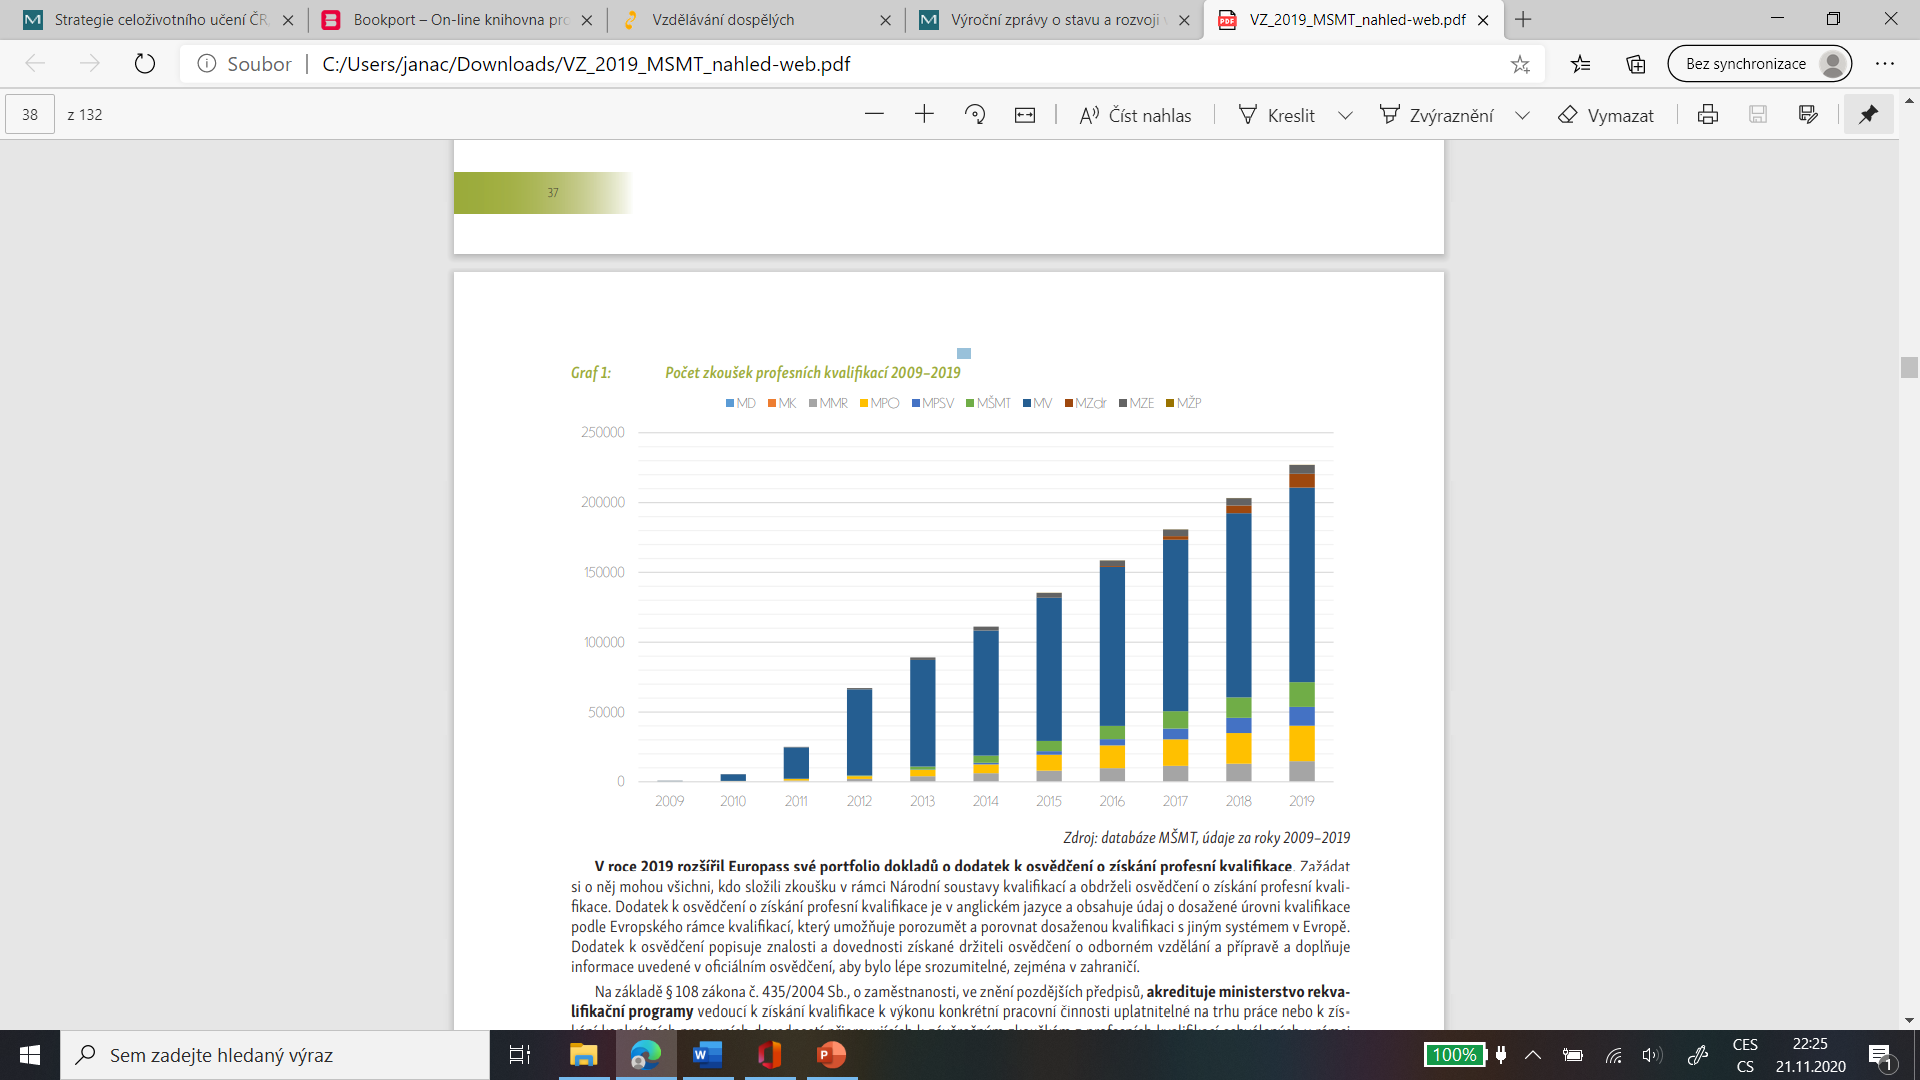 Strategie celoživotního učení ČR
Bookport – On-line knihovna pro
Vzdělávání dospělých
Výroční zprávy o stavu a rozvoji
VZ_2019_MSMT_nahled-web.pdf
Soubor
C:/Users/janac/Downloads/VZ_2019_MSMT_nahled-web.pdf
Bez synchronizace
38 z 132
Číst nahlas
Kreslit
Zvýraznění
Vymazat
37
Graf 1: Počet zkoušek profesních kvalifikací 2009–2019
MD MK MMR MPO MPSV MŠMT MV MZdr MZE MŽP
250000
200000
150000
100000
50000
0
2009 2010 2011 2012 2013 2014 2015 2016 2017 2018 2019
Zdroj: databáze MŠMT, údaje za roky 2009–2019
V roce 2019 rozšířil Europass své portfolio dokladů o dodatek k osvědčení o získání profesní kvalifikace. Zažádat
si o něj mohou všichni, kdo složili zkoušku v rámci Národní soustavy kvalifikací a obdrželi osvědčení o získání profesní kvali-
fikace. Dodatek k osvědčení o získání profesní kvalifikace je v anglickém jazyce a obsahuje údaj o dosažené úrovni kvalifikace
podle Evropského rámce kvalifikací, který umožňuje porozumět a porovnat dosaženou kvalifikaci s jiným systémem v Evropě.
Dodatek k osvědčení popisuje znalosti a dovednosti získané držiteli osvědčení o odborném vzdělání a přípravě a doplňuje
informace uvedené v oficiálním osvědčení, aby bylo lépe srozumitelné, zejména v zahraničí.
Na základě § 108 zákona č. 435/2004 Sb., o zaměstnanosti, ve znění pozdějších předpisů, akredituje ministerstvo rekva-
lifikační programy vedoucí k získání kvalifikace k výkonu konkrétní pracovní činnosti uplatnitelné na trhu práce nebo k zís-
Sem zadejte hledaný výraz
100%
CES
CS
22:25
21.11.2020
1